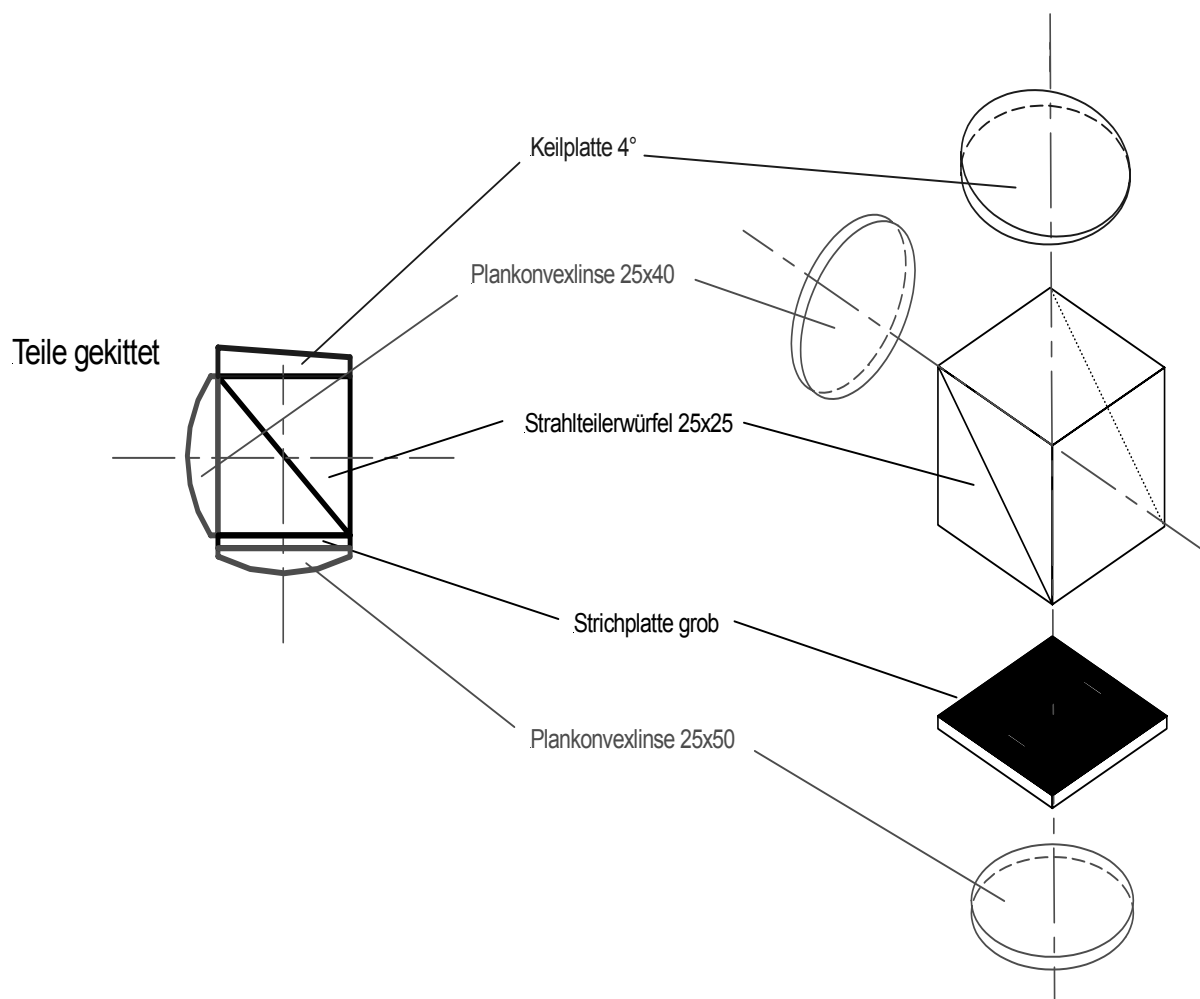 Keilplatte 4°
Plankonvexlinse 25x40
Teile gekittet
Strahlteilerwürfel 25x25
Strichplatte grob
Plankonvexlinse 25x50